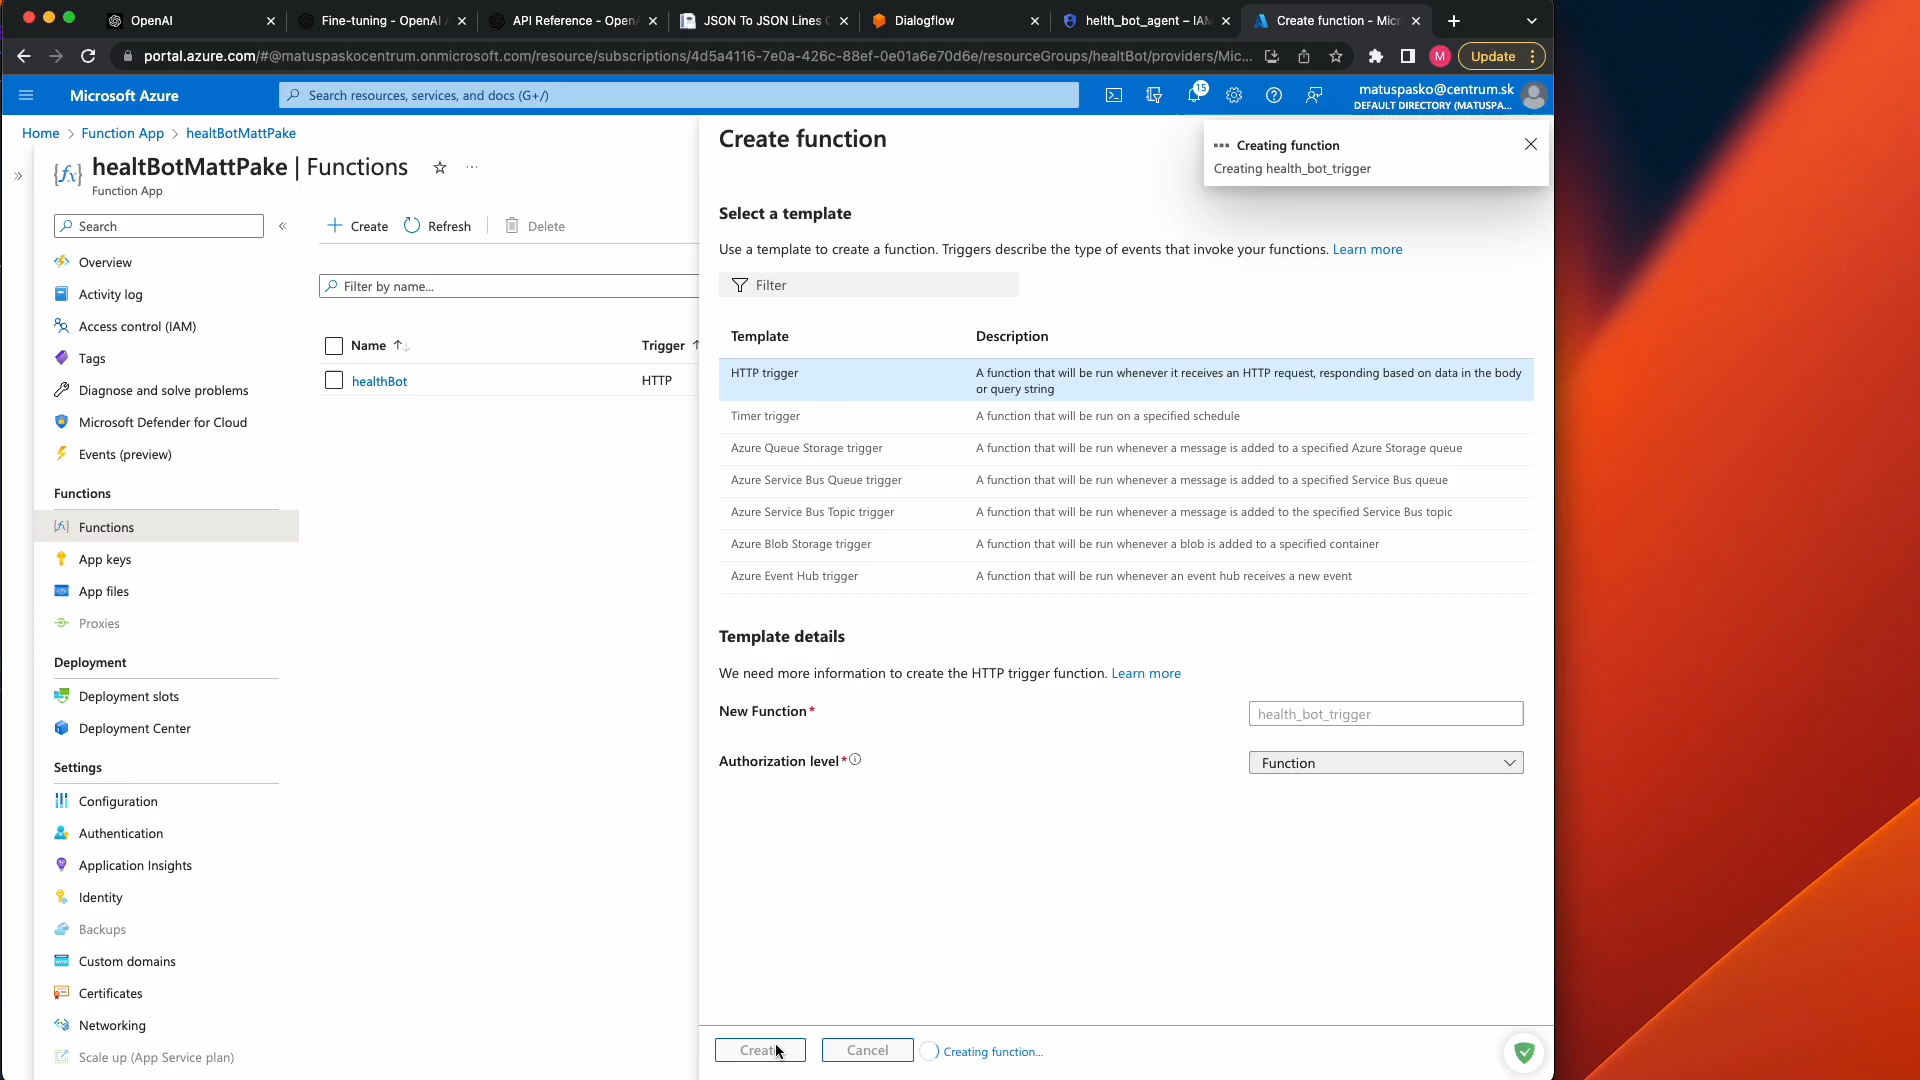 OpenAI
Fine-tuning - OpenAI
API Reference - Open
JSON To JSON Lines
Dialogflow
helth_bot_agent – IAM
Create function - Micr
portal.azure.com/#@matuspaskocentrum.onmicrosoft.com/resource/subscriptions/4d5a4116-7e0a-426c-88ef-0e01a6e70d6e/resourceGroups/healtBot/providers/Mic...
M
Update
Microsoft Azure
Search resources, services, and docs (G+/)
15
matuspasko@centrum.sk
DEFAULT DIRECTORY (MATUSPA...
Home > Function App > healtBotMattPake
healtBotMattPake | Functions
Function App
Search
Overview
Activity log
Access control (IAM)
Tags
Diagnose and solve problems
Microsoft Defender for Cloud
Events (preview)
Functions
Functions
App keys
App files
Proxies
Deployment
Deployment slots
Deployment Center
Settings
Configuration
Authentication
Application Insights
Identity
Backups
Custom domains
Certificates
Networking
Scale up (App Service plan)
Create
Refresh
Delete
Filter by name...
Name
Trigger
healthBot
HTTP
Create function
Creating function
Creating health_bot_trigger
Select a template
Use a template to create a function. Triggers describe the type of events that invoke your functions. Learn more
Filter
Template
Description
HTTP trigger
A function that will be run whenever it receives an HTTP request, responding based on data in the body
or query string
Timer trigger
A function that will be run on a specified schedule
Azure Queue Storage trigger
A function that will be run whenever a message is added to a specified Azure Storage queue
Azure Service Bus Queue trigger
A function that will be run whenever a message is added to a specified Service Bus queue
Azure Service Bus Topic trigger
A function that will be run whenever a message is added to the specified Service Bus topic
Azure Blob Storage trigger
A function that will be run whenever a blob is added to a specified container
Azure Event Hub trigger
A function that will be run whenever an event hub receives a new event
Template details
We need more information to create the HTTP trigger function. Learn more
New Function*
health_bot_trigger
Authorization level*
Function
Create
Cancel
Creating function...